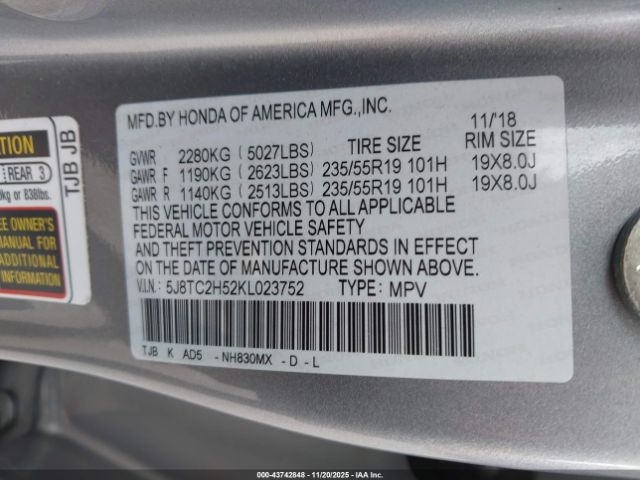 MFD.BY HONDA OF AMERICA MFG.,INC. 11/'18
TIRE SIZE RIM SIZE
GVWR 2280KG ( 5027LBS)
GAWR F 1190KG ( 2623LBS) 235/55R19 101H 19X8.0J
GAWR R 1140KG ( 2513LBS) 235/55R19 101H 19X8.0J
THIS VEHICLE CONFORMS TO ALL APPLICABLE
FEDERAL MOTOR VEHICLE SAFETY
AND THEFT PREVENTION STANDARDS IN EFFECT
ON THE DATE OF MANUFACTURE SHOWN ABOVE.
V.I.N.: 5J8TC2H52KL023752 TYPE: MPV
TJB K AD5 - NH830MX - D - L
REAR 3
kg or 838lbs.
OWNER'S
MANUAL FOR
INFORMATION
TJB JB
000-43742848 - 11/20/2025 - IAA, Inc.